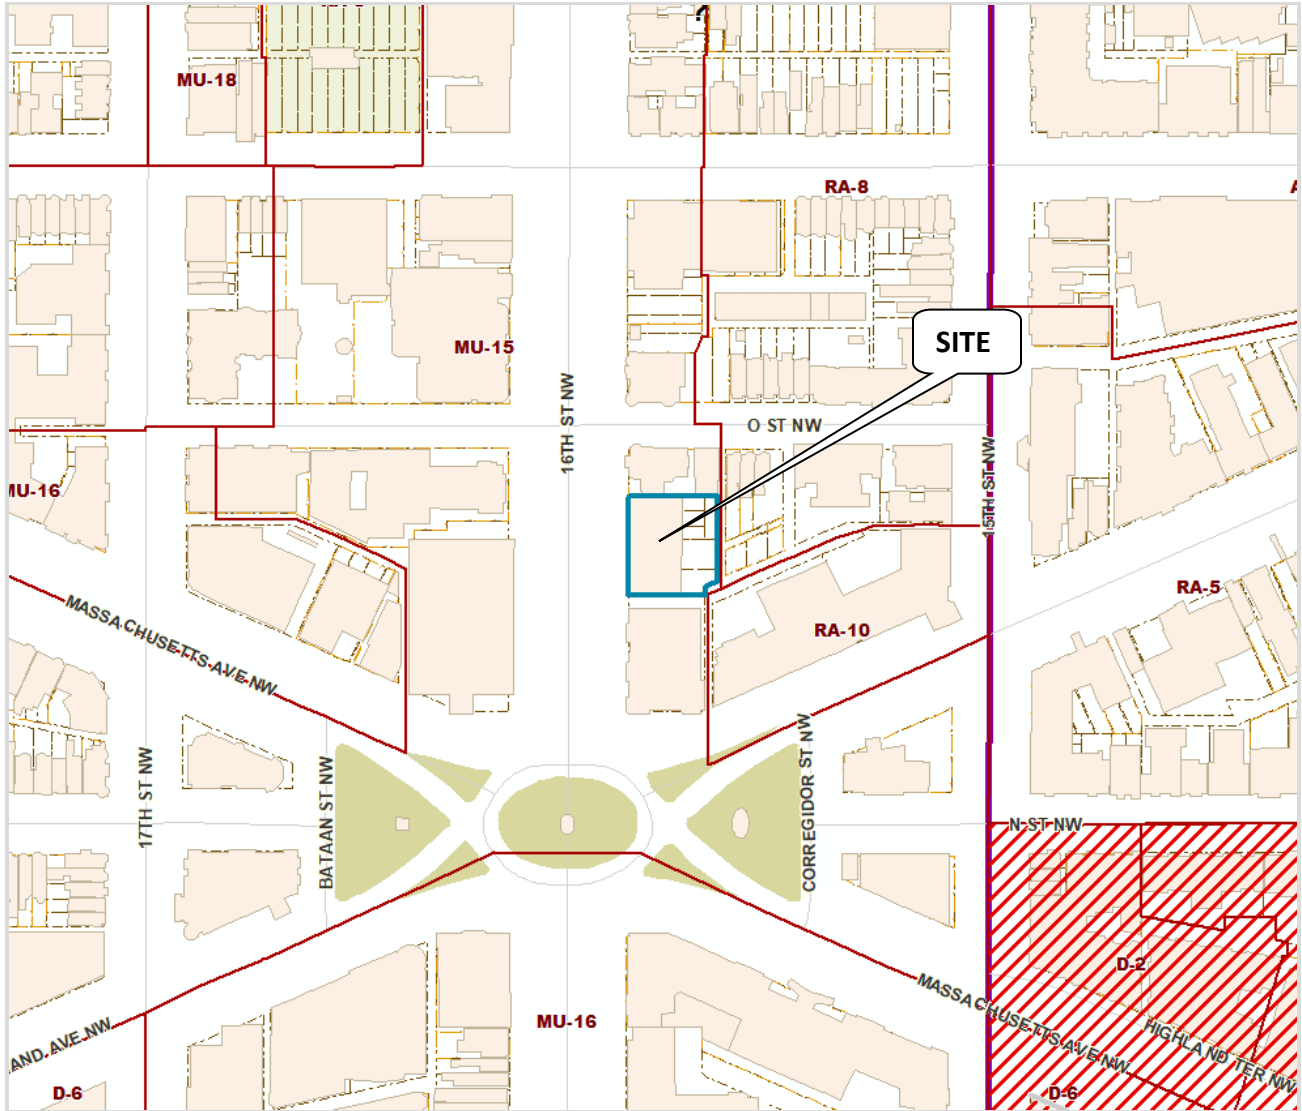 ?
MU-18
RA-8
MU-15
SITE
16TH ST NW
O ST NW
15TH ST NW
MU-16
MASSACHUSETTS AVE NW
RA-5
RA-10
17TH ST NW
BATAAN ST NW
CORREGIDOR ST NW
N ST NW
D-2
MASSACHUSETTS AVE NW
MU-16
HIGHLAND TER NW
AND AVE NW
D-6
D-6